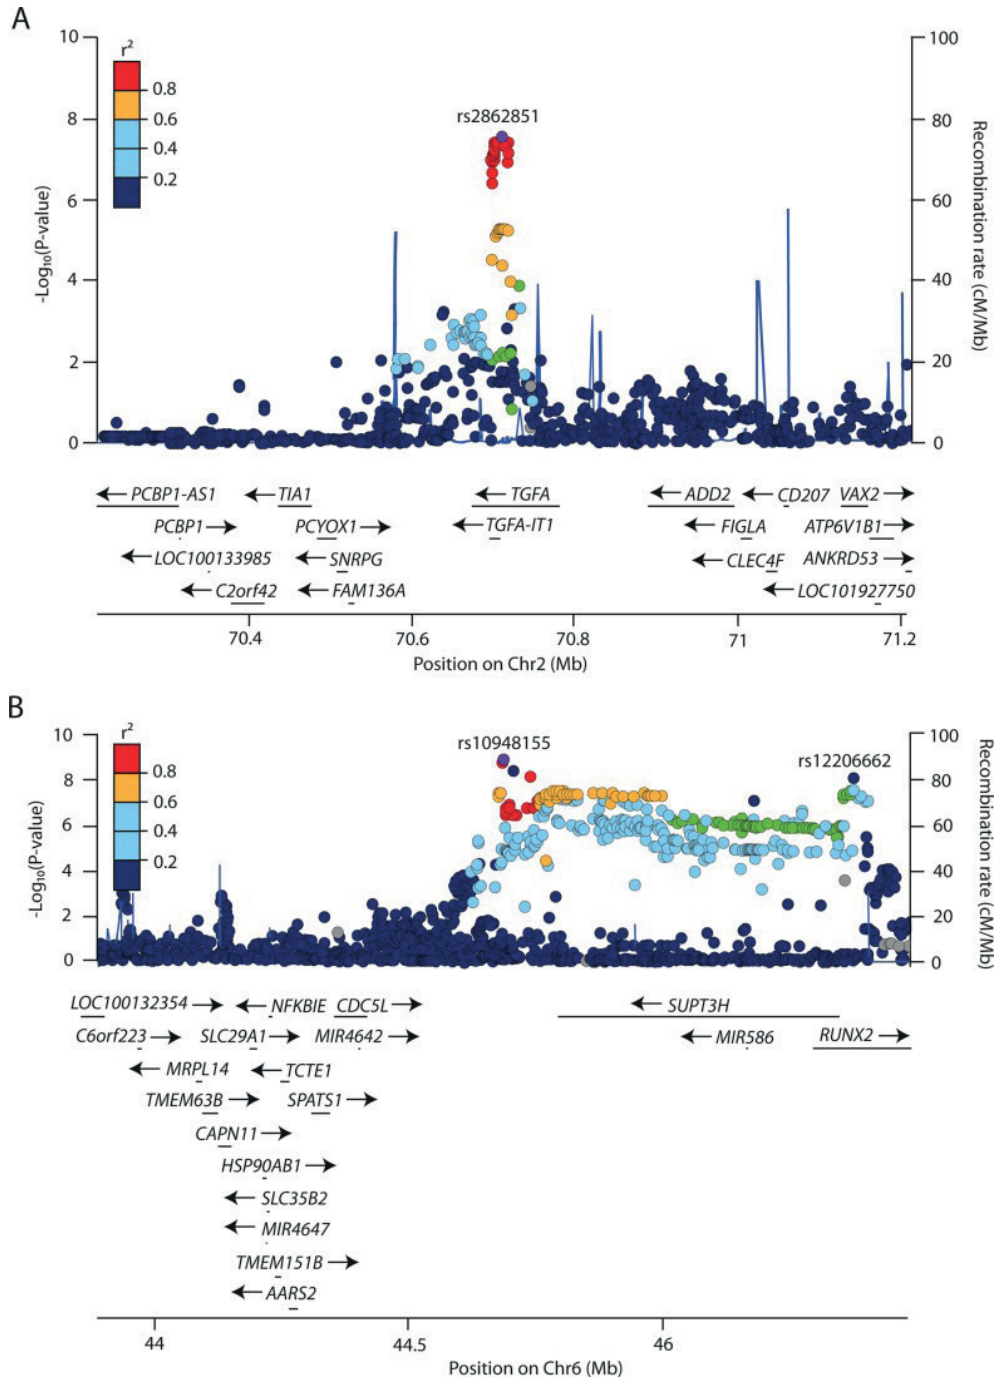 A
10 100
r²
0.8
0.6
0.4
0.2
8 80
rs2862851
6 60
4 40
2 20
0 0
-Log₁₀(P-value)
Recombination rate (cM/Mb)
PCBP1-AS1 TIA1 TGFA ADD2 CD207 VAX2
PCBP1 PCYOX1 TGFA-IT1 FIGLA ATP6V1B1
LOC100133985 SNRPG CLEC4F ANKRD53
C2orf42 FAM136A LOC101927750
70.4 70.6 70.8 71 71.2
Position on Chr2 (Mb)
B
10 100
r²
0.8
0.6
0.4
0.2
rs10948155 rs12206662
8 80
6 60
4 40
2 20
0 0
-Log₁₀(P-value)
Recombination rate (cM/Mb)
LOC100132354 NFKBIE CDC5L SUPT3H
C6orf223 SLC29A1 MIR4642 MIR586 RUNX2
MRPL14 TCTE1
TMEM63B SPATS1
CAPN11
HSP90AB1
SLC35B2
MIR4647
TMEM151B
AARS2
44 44.5 46
Position on Chr6 (Mb)